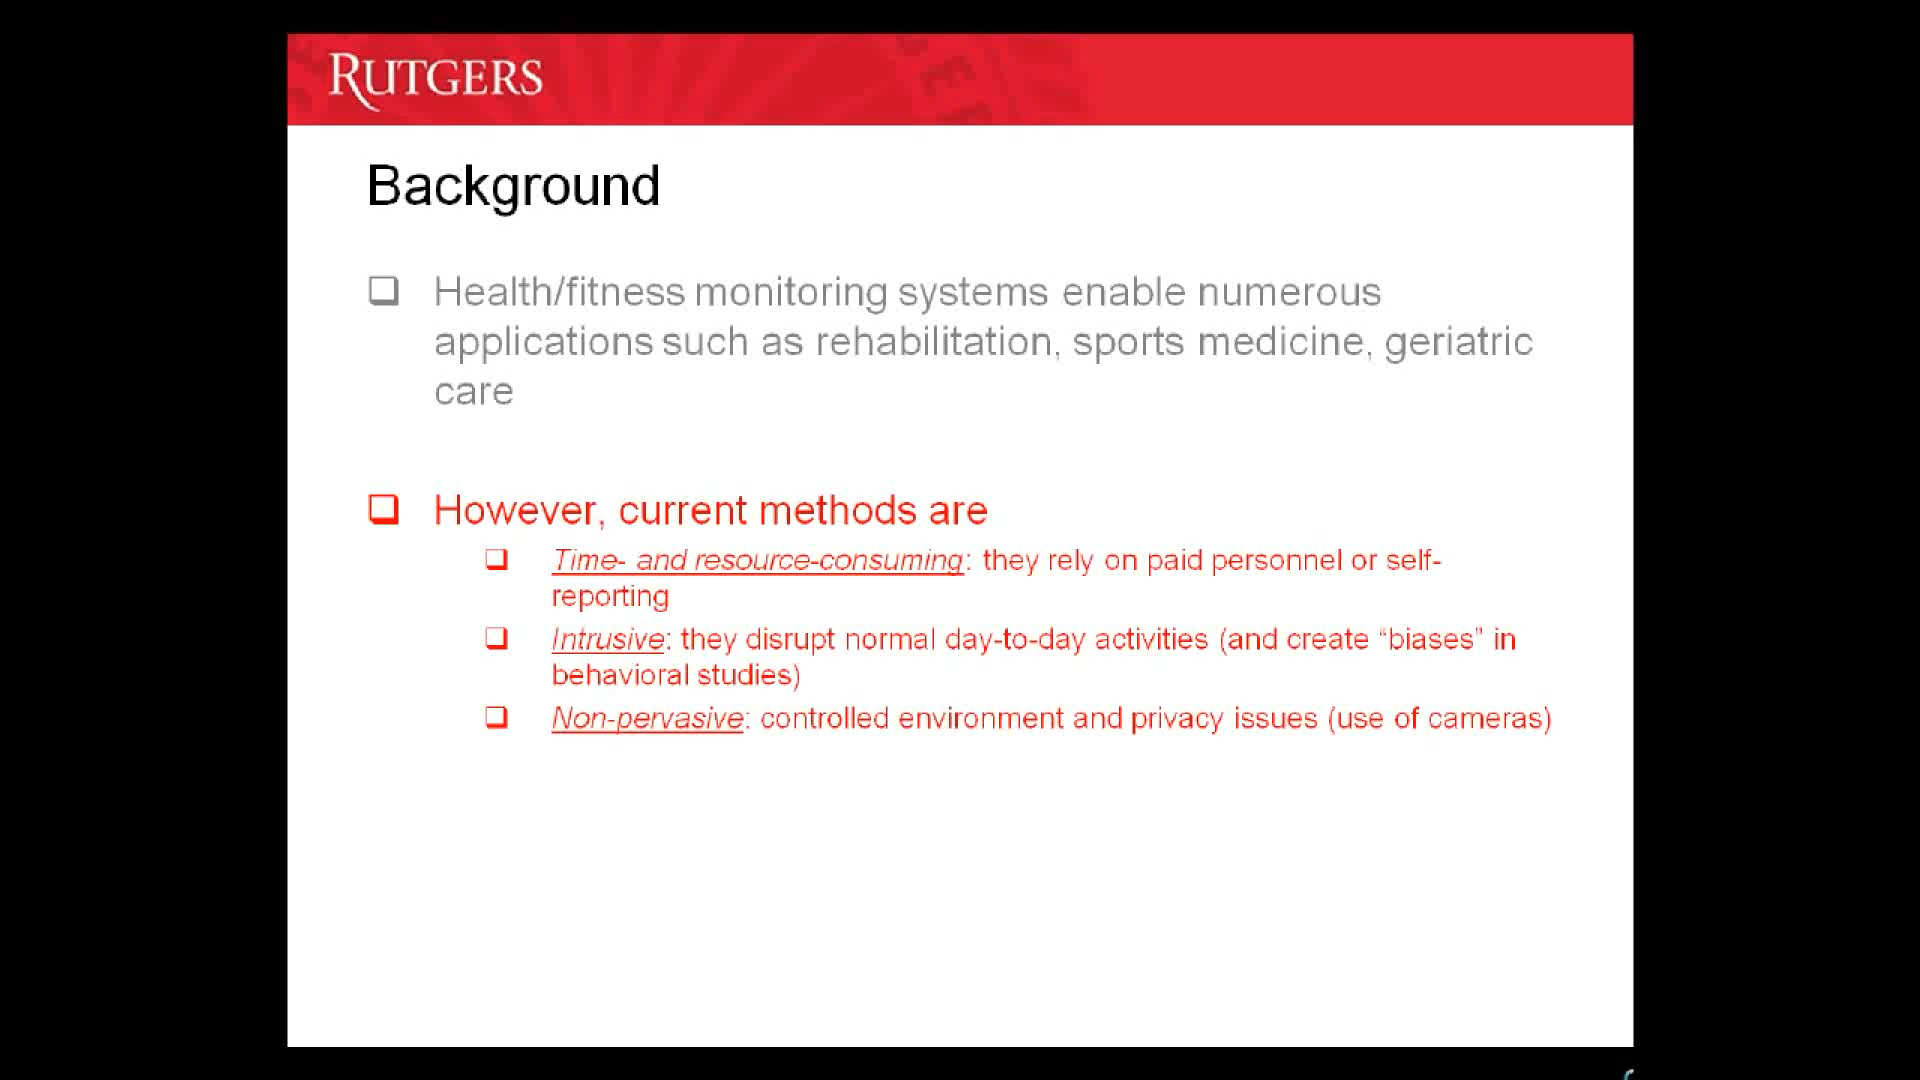 RUTGERS
Background
Health/fitness monitoring systems enable numerous
applications such as rehabilitation, sports medicine, geriatric
care
However, current methods are
Time- and resource-consuming: they rely on paid personnel or self-
reporting
Intrusive: they disrupt normal day-to-day activities (and create “biases” in
behavioral studies)
Non-pervasive: controlled environment and privacy issues (use of cameras)